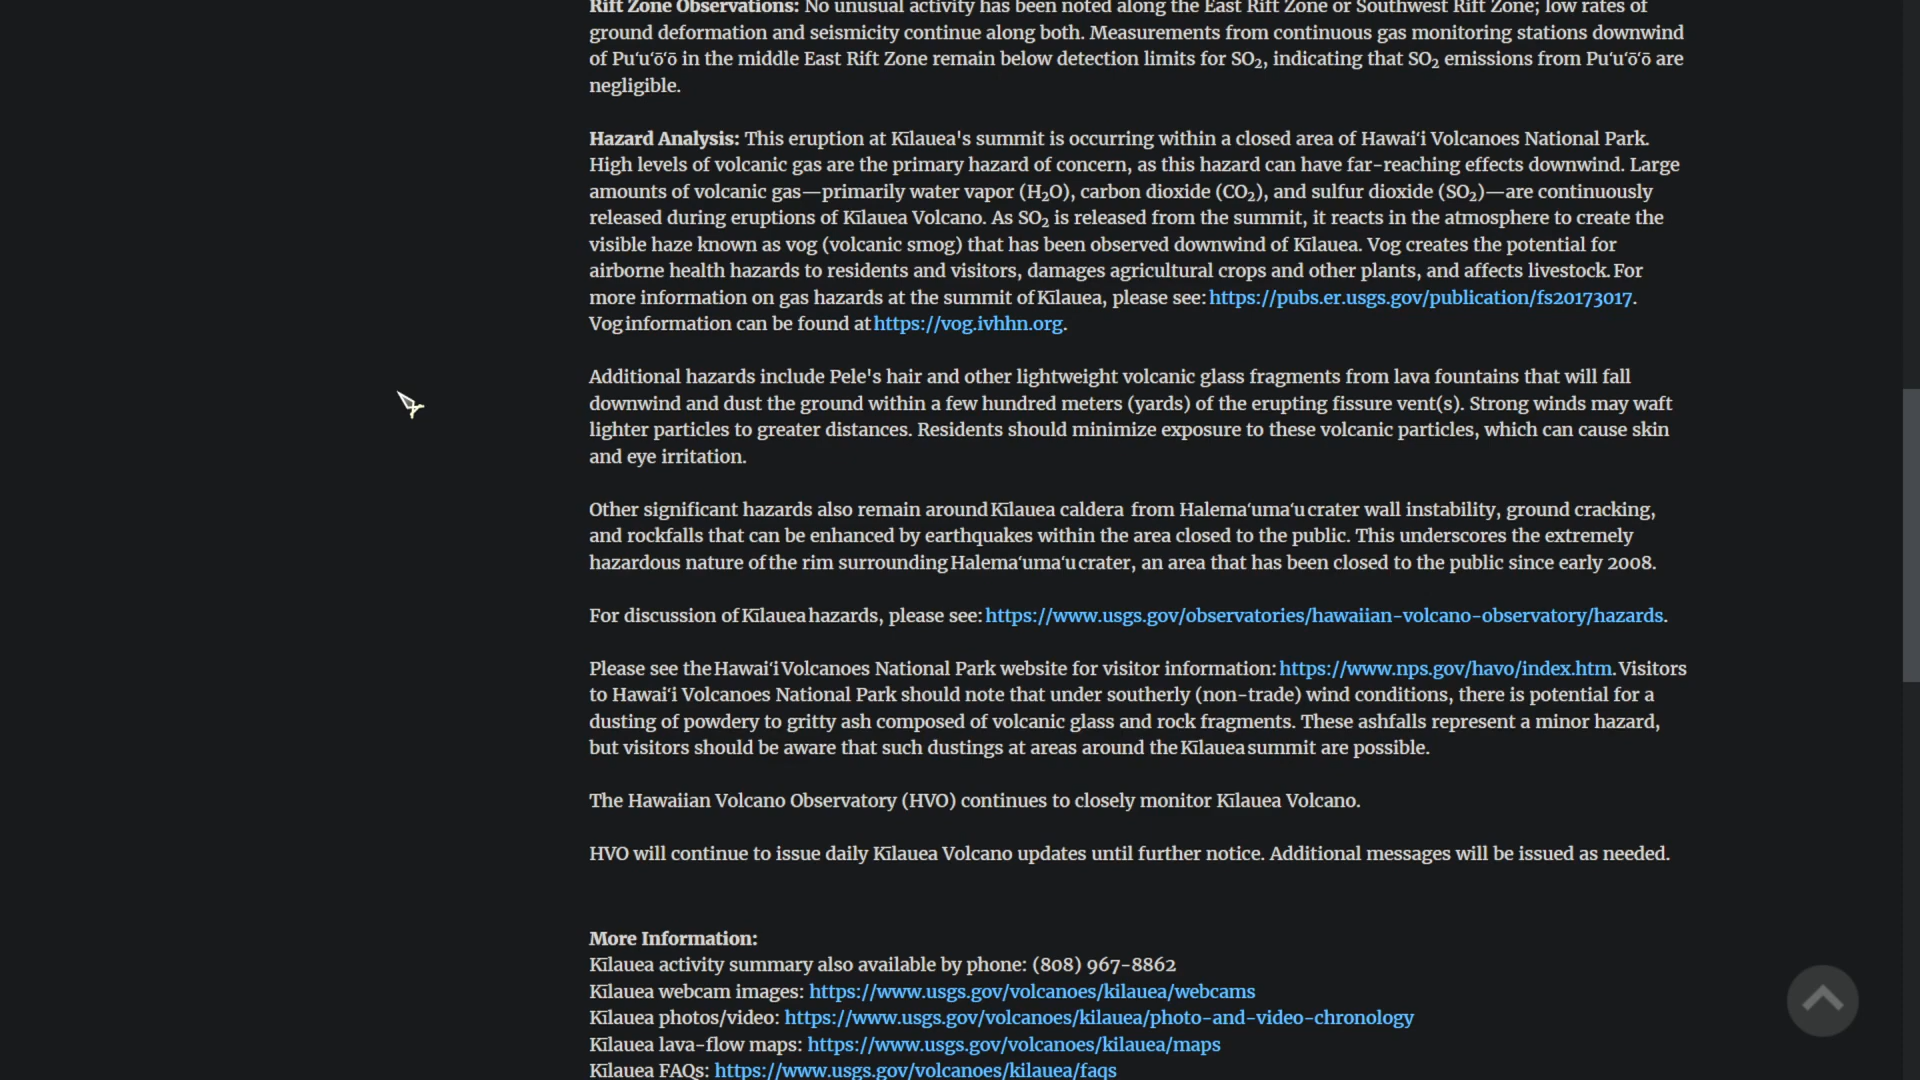 Rift Zone Observations: No unusual activity has been noted along the East Rift Zone or Southwest Rift Zone; low rates of
ground deformation and seismicity continue along both. Measurements from continuous gas monitoring stations downwind
of Puʻuʻōʻō in the middle East Rift Zone remain below detection limits for SO₂, indicating that SO₂ emissions from Puʻuʻōʻō are
negligible.
Hazard Analysis: This eruption at Kīlauea's summit is occurring within a closed area of Hawaiʻi Volcanoes National Park.
High levels of volcanic gas are the primary hazard of concern, as this hazard can have far-reaching effects downwind. Large
amounts of volcanic gas—primarily water vapor (H₂O), carbon dioxide (CO₂), and sulfur dioxide (SO₂)—are continuously
released during eruptions of Kīlauea Volcano. As SO₂ is released from the summit, it reacts in the atmosphere to create the
visible haze known as vog (volcanic smog) that has been observed downwind of Kīlauea. Vog creates the potential for
airborne health hazards to residents and visitors, damages agricultural crops and other plants, and affects livestock. For
more information on gas hazards at the summit of Kīlauea, please see: https://pubs.er.usgs.gov/publication/fs20173017.
Vog information can be found at https://vog.ivhhn.org.
Additional hazards include Pele's hair and other lightweight volcanic glass fragments from lava fountains that will fall
downwind and dust the ground within a few hundred meters (yards) of the erupting fissure vent(s). Strong winds may waft
lighter particles to greater distances. Residents should minimize exposure to these volcanic particles, which can cause skin
and eye irritation.
Other significant hazards also remain around Kīlauea caldera from Halemaʻumaʻu crater wall instability, ground cracking,
and rockfalls that can be enhanced by earthquakes within the area closed to the public. This underscores the extremely
hazardous nature of the rim surrounding Halemaʻumaʻu crater, an area that has been closed to the public since early 2008.
For discussion of Kīlauea hazards, please see: https://www.usgs.gov/observatories/hawaiian-volcano-observatory/hazards.
Please see the Hawaiʻi Volcanoes National Park website for visitor information: https://www.nps.gov/havo/index.htm. Visitors
to Hawaiʻi Volcanoes National Park should note that under southerly (non-trade) wind conditions, there is potential for a
dusting of powdery to gritty ash composed of volcanic glass and rock fragments. These ashfalls represent a minor hazard,
but visitors should be aware that such dustings at areas around the Kīlauea summit are possible.
The Hawaiian Volcano Observatory (HVO) continues to closely monitor Kīlauea Volcano.
HVO will continue to issue daily Kīlauea Volcano updates until further notice. Additional messages will be issued as needed.
More Information:
Kīlauea activity summary also available by phone: (808) 967-8862
Kīlauea webcam images: https://www.usgs.gov/volcanoes/kilauea/webcams
Kīlauea photos/video: https://www.usgs.gov/volcanoes/kilauea/photo-and-video-chronology
Kīlauea lava-flow maps: https://www.usgs.gov/volcanoes/kilauea/maps
Kīlauea FAQs: https://www.usgs.gov/volcanoes/kilauea/faqs